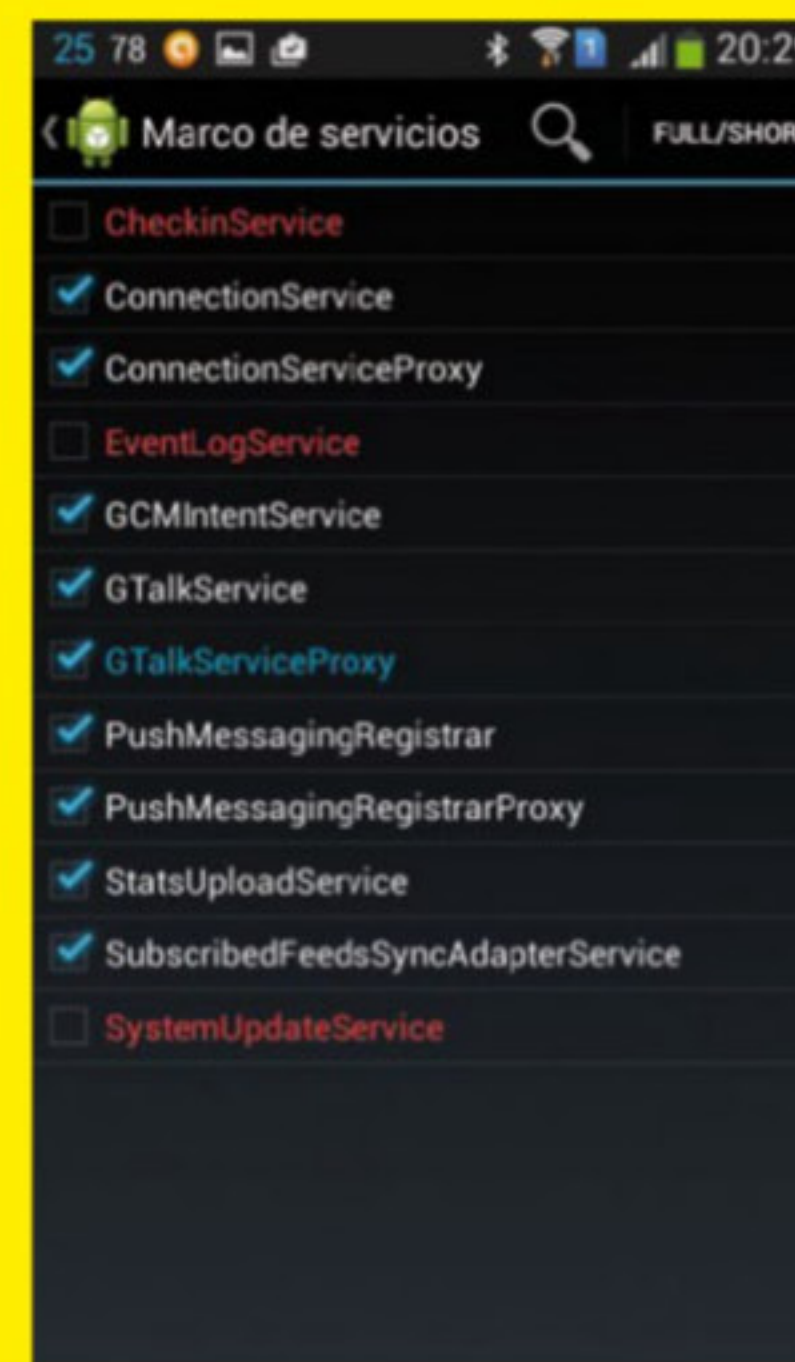 25 78 1 20:2
Marco de servicios FULL/SHOR
CheckinService
ConnectionService
ConnectionServiceProxy
EventLogService
GCMIntentService
GTalkService
GTalkServiceProxy
PushMessagingRegistrar
PushMessagingRegistrarProxy
StatsUploadService
SubscribedFeedsSyncAdapterService
SystemUpdateService